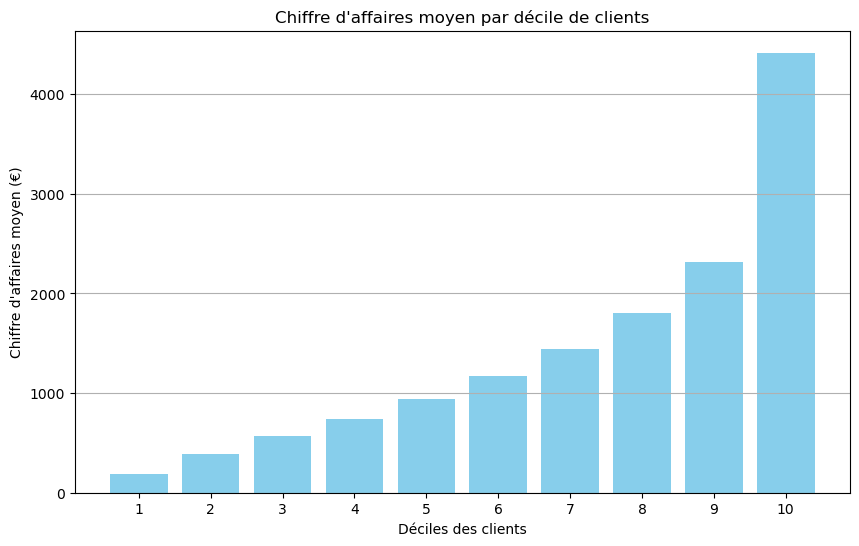 Chiffre d'affaires moyen par décile de clients
Chiffre d'affaires moyen (€)
4000
3000
2000
1000
0
1 2 3 4 5 6 7 8 9 10
Déciles des clients